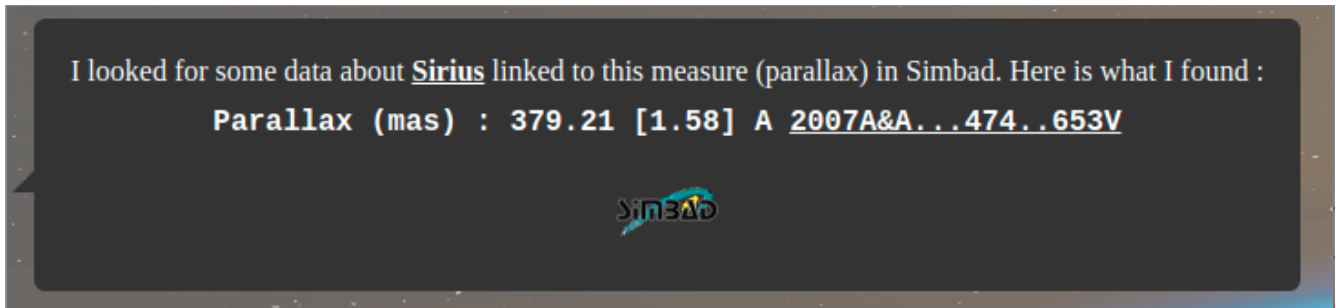 I looked for some data about Sirius linked to this measure (parallax) in Simbad. Here is what I found :
Parallax (mas) : 379.21 [1.58] A 2007A&A...474..653V
SiMBAD